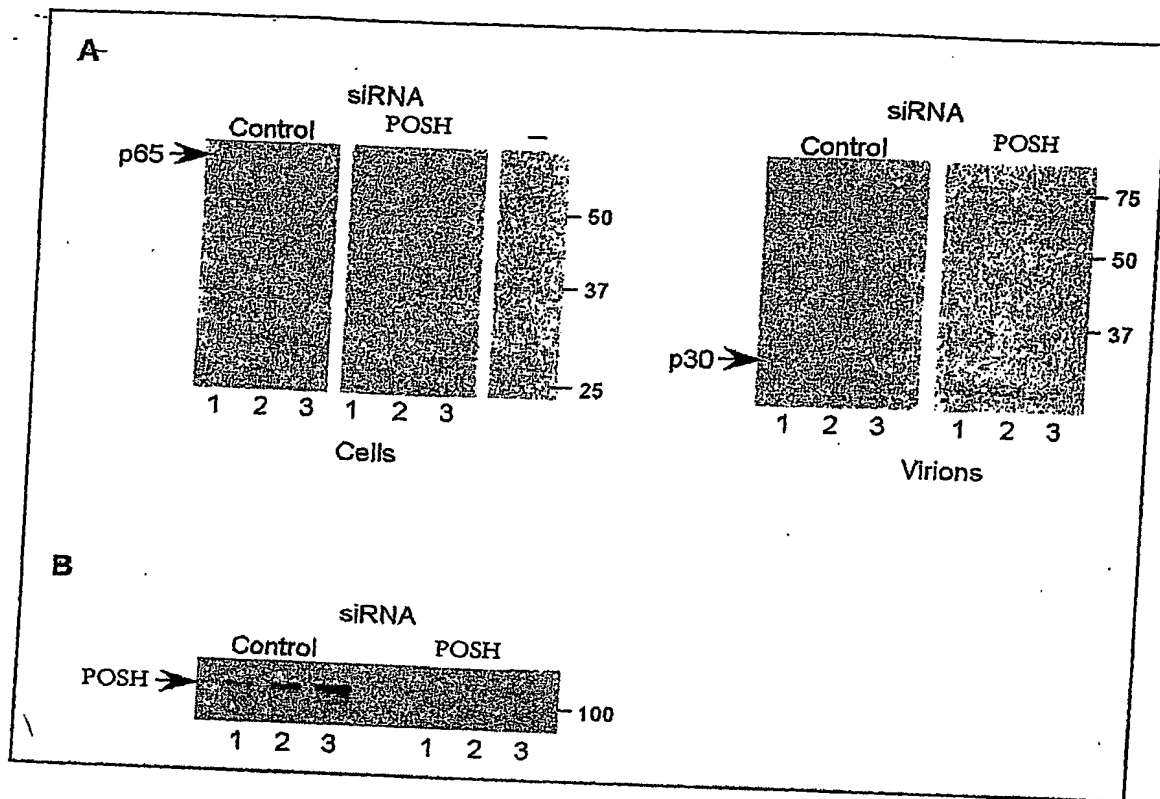 A
siRNA
Control POSH –
p65
50
37
25
1 2 3 1 2 3
Cells
siRNA
Control POSH
75
50
37
p30
1 2 3 1 2 3
Virions
B
siRNA
Control POSH
POSH
100
1 2 3 1 2 3